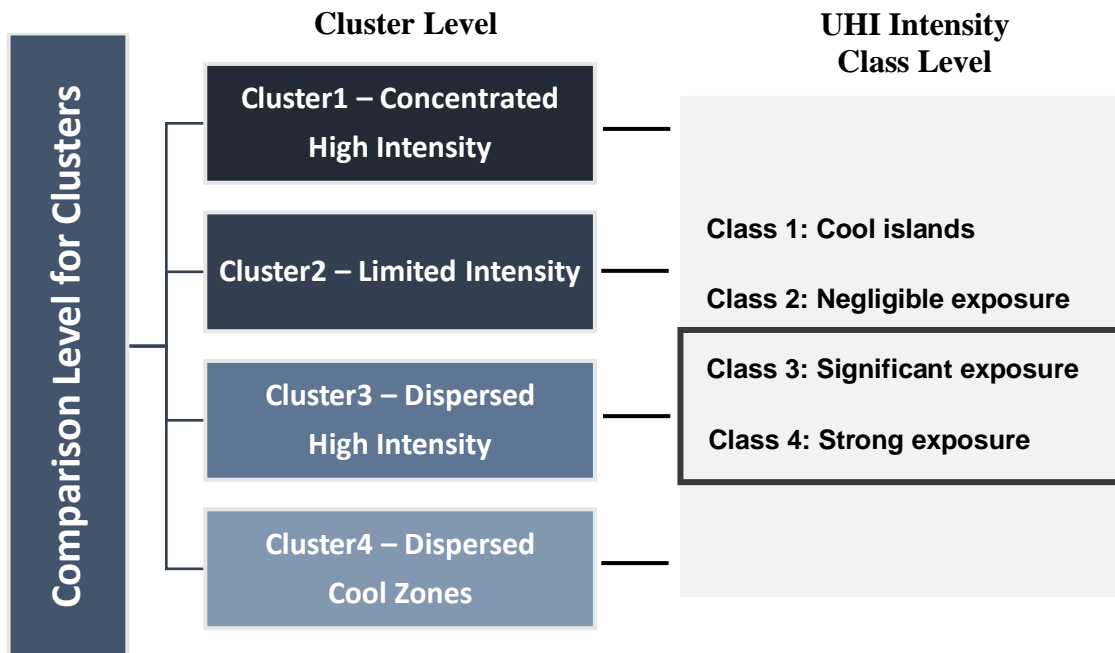 Cluster Level
UHI Intensity
Class Level
Comparison Level for Clusters
Cluster1 – Concentrated
High Intensity
Cluster2 – Limited Intensity
Cluster3 – Dispersed
High Intensity
Cluster4 – Dispersed
Cool Zones
Class 1: Cool islands
Class 2: Negligible exposure
Class 3: Significant exposure
Class 4: Strong exposure